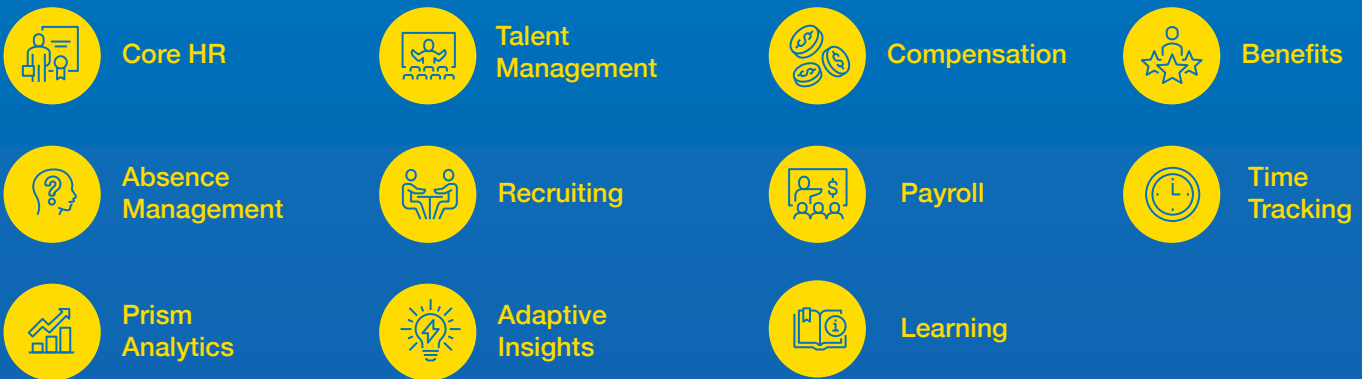 Core HR
Talent
Management
Compensation
Benefits
Absence
Management
Recruiting
Payroll
Time
Tracking
Prism
Analytics
Adaptive
Insights
Learning